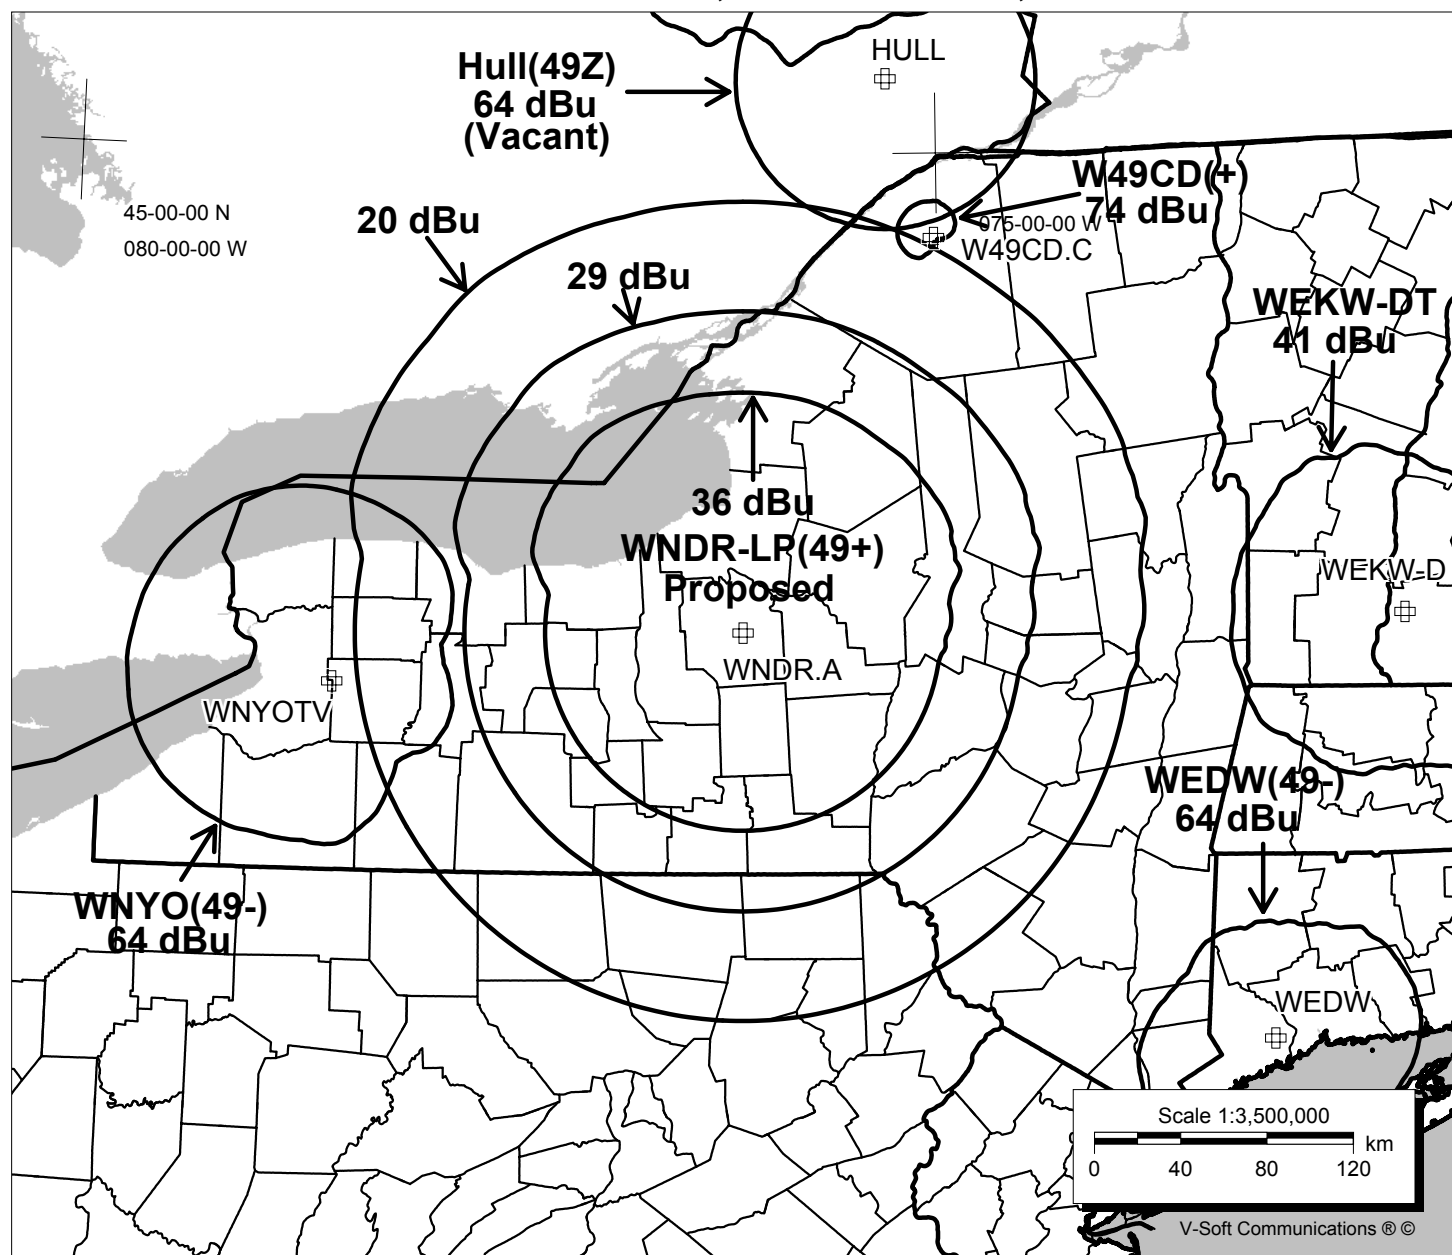 HULL
Hull(49Z)
64 dBu
(Vacant)
W49CD(+)
74 dBu
45-00-00 N
080-00-00 W
20 dBu
075-00-00 W
W49CD.C
29 dBu
WEKW-DT
41 dBu
36 dBu
WNDR-LP(49+)
Proposed
WEKW-D
WNDR.A
WNYOTV
WEDW(49-)
64 dBu
WNYO(49-)
64 dBu
WEDW
Scale 1:3,500,000
km
0 40 80 120
V-Soft Communications ® ©